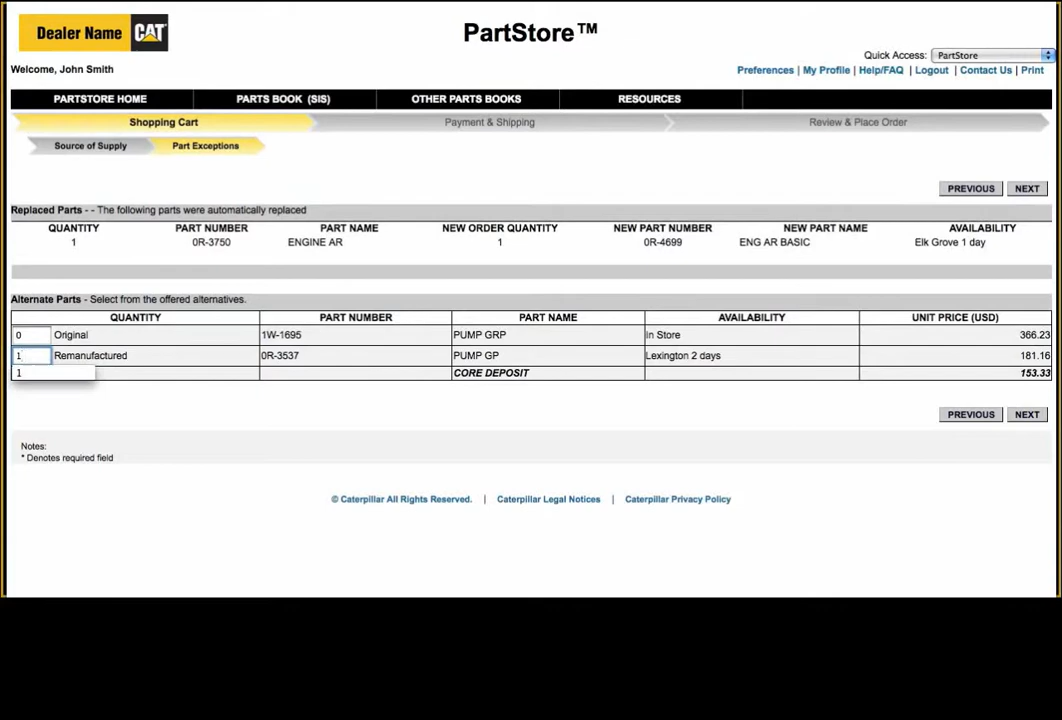 Dealer Name CAT
PartStore™
Quick Access: PartStore
Welcome, John Smith
Preferences | My Profile | Help/FAQ | Logout | Contact Us | Print
PARTSTORE HOME PARTS BOOK (SIS) OTHER PARTS BOOKS RESOURCES
Shopping Cart Payment & Shipping Review & Place Order
Source of Supply Part Exceptions
PREVIOUS NEXT
Replaced Parts - - The following parts were automatically replaced
QUANTITY PART NUMBER PART NAME NEW ORDER QUANTITY NEW PART NUMBER NEW PART NAME AVAILABILITY
1 0R-3750 ENGINE AR 1 0R-4699 ENG AR BASIC Elk Grove 1 day
Alternate Parts - Select from the offered alternatives.
QUANTITY PART NUMBER PART NAME AVAILABILITY UNIT PRICE (USD)
0 Original 1W-1695 PUMP GRP In Store 366.23
1 Remanufactured 0R-3537 PUMP GP Lexington 2 days 181.16
1 CORE DEPOSIT 153.33
PREVIOUS NEXT
Notes:
* Denotes required field
© Caterpillar All Rights Reserved. | Caterpillar Legal Notices | Caterpillar Privacy Policy